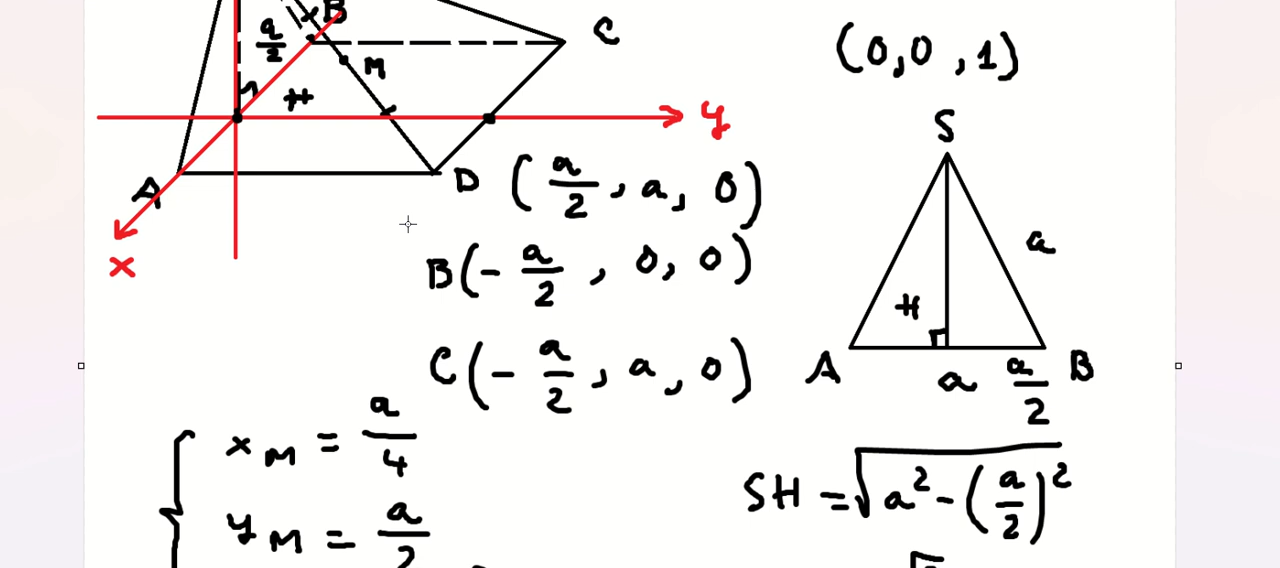 B
a/2
C
M
H
y
A
D (a/2, a, 0)
x
B(-a/2, 0, 0)
C(-a/2, a, 0)
{ x_M = a/4
y_M = a/2
(0,0,1)
S
a
H
A a a/2 B
SH = √(a² - (a/2)²)